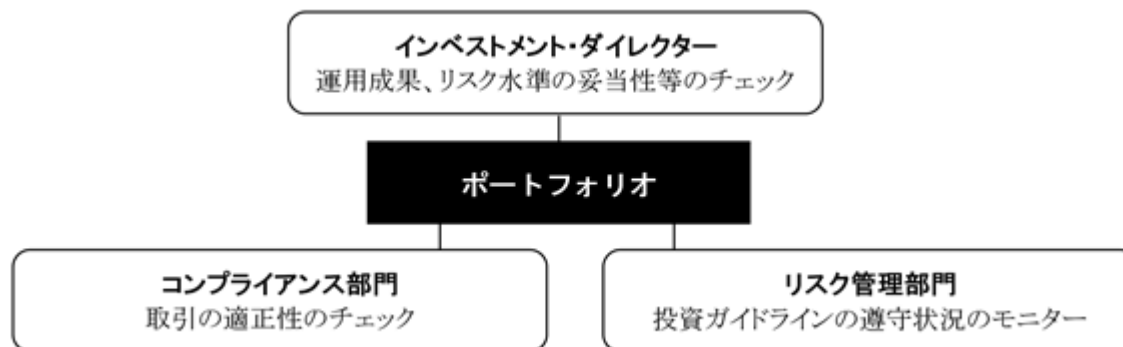 インベストメント・ダイレクター
運用成果、リスク水準の妥当性等のチェック
ポートフォリオ
コンプライアンス部門
取引の適正性のチェック
リスク管理部門
投資ガイドラインの遵守状況のモニター